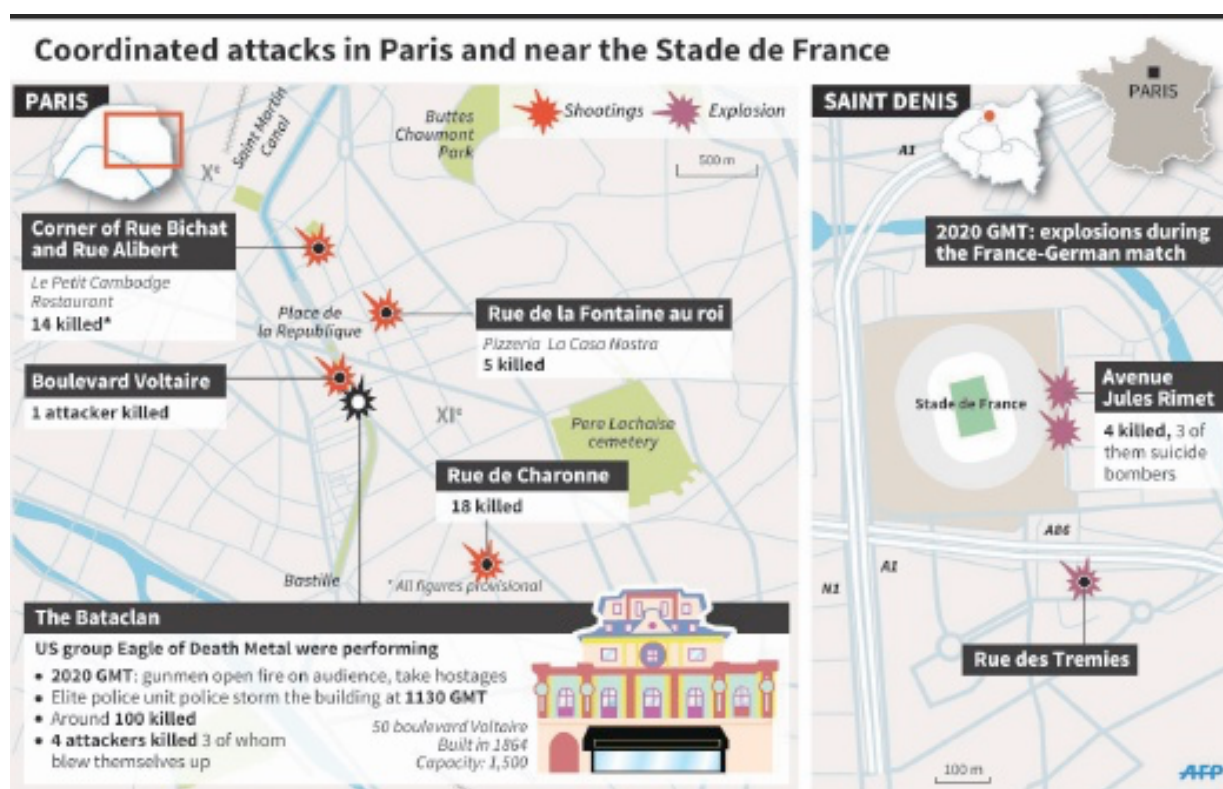 Coordinated attacks in Paris and near the Stade de France
PARIS
Saint Martin
Canal
Xᵉ
Buttes
Chaumont
Park
Shootings
Explosion
500 m
Corner of Rue Bichat
and Rue Alibert
Le Petit Cambodge
Restaurant
14 killed*
Place de
la Republique
Rue de la Fontaine au roi
Pizzeria La Casa Nostra
5 killed
Boulevard Voltaire
1 attacker killed
XIᵉ
Pere Lachaise
cemetery
Rue de Charonne
18 killed
Bastille
* All figures provisional
The Bataclan
US group Eagle of Death Metal were performing
• 2020 GMT: gunmen open fire on audience, take hostages
• Elite police unit police storm the building at 1130 GMT
• Around 100 killed
• 4 attackers killed 3 of whom
blew themselves up
50 boulevard Voltaire
Built in 1864
Capacity: 1,500
SAINT DENIS
PARIS
A1
2020 GMT: explosions during
the France-German match
Stade de France
Avenue
Jules Rimet
4 killed, 3 of
them suicide
bombers
A86
A1
N1
Rue des Tremies
100 m
AFP